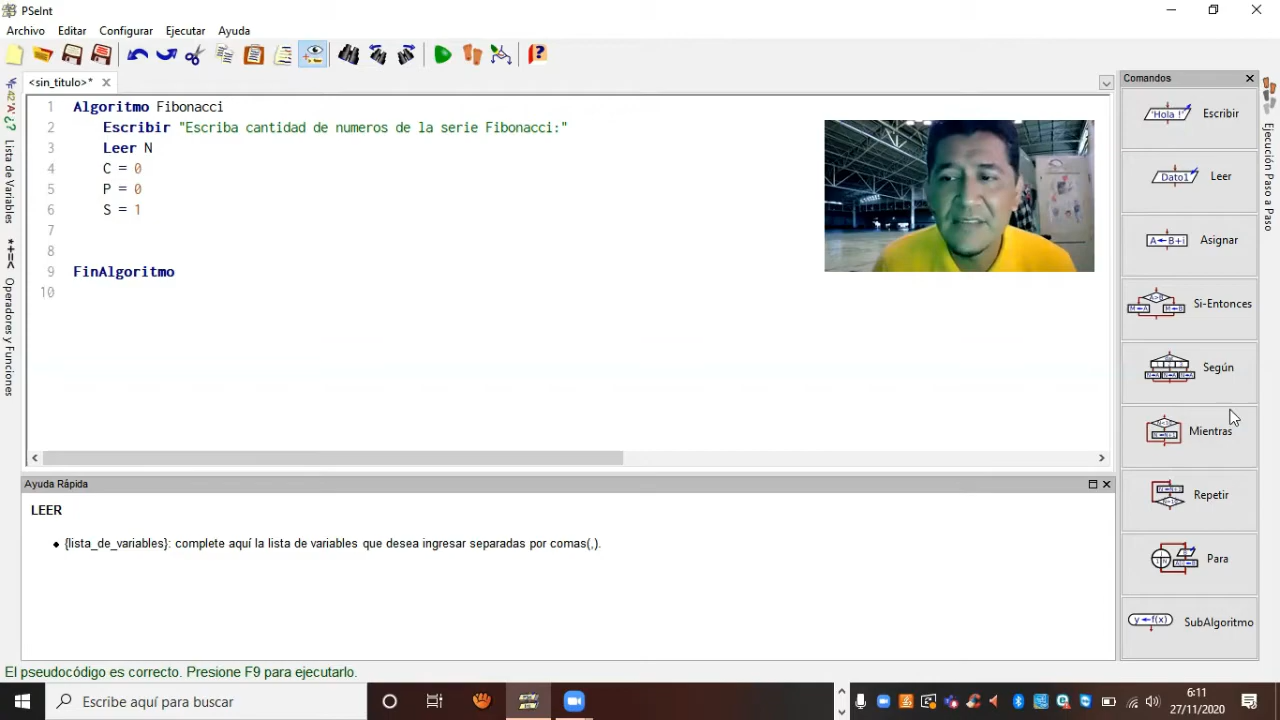 PSeInt
Archivo Editar Configurar Ejecutar Ayuda
<sin_titulo>*
Comandos
1 Algoritmo Fibonacci
2 Escribir "Escriba cantidad de numeros de la serie Fibonacci:"
3 Leer N
4 C = 0
5 P = 0
6 S = 1
7
8
9 FinAlgoritmo
10
Lista de Variables
Operadores y Funciones
'Hola !' Escribir
Dato1 Leer
A←B+i Asignar
Si-Entonces
Según
Mientras
Repetir
Para
y←f(x) SubAlgoritmo
Ejecución Paso a Paso
Ayuda Rápida
LEER
{lista_de_variables}: complete aquí la lista de variables que desea ingresar separadas por comas(,).
El pseudocódigo es correcto. Presione F9 para ejecutarlo.
Escribe aquí para buscar
6:11
27/11/2020